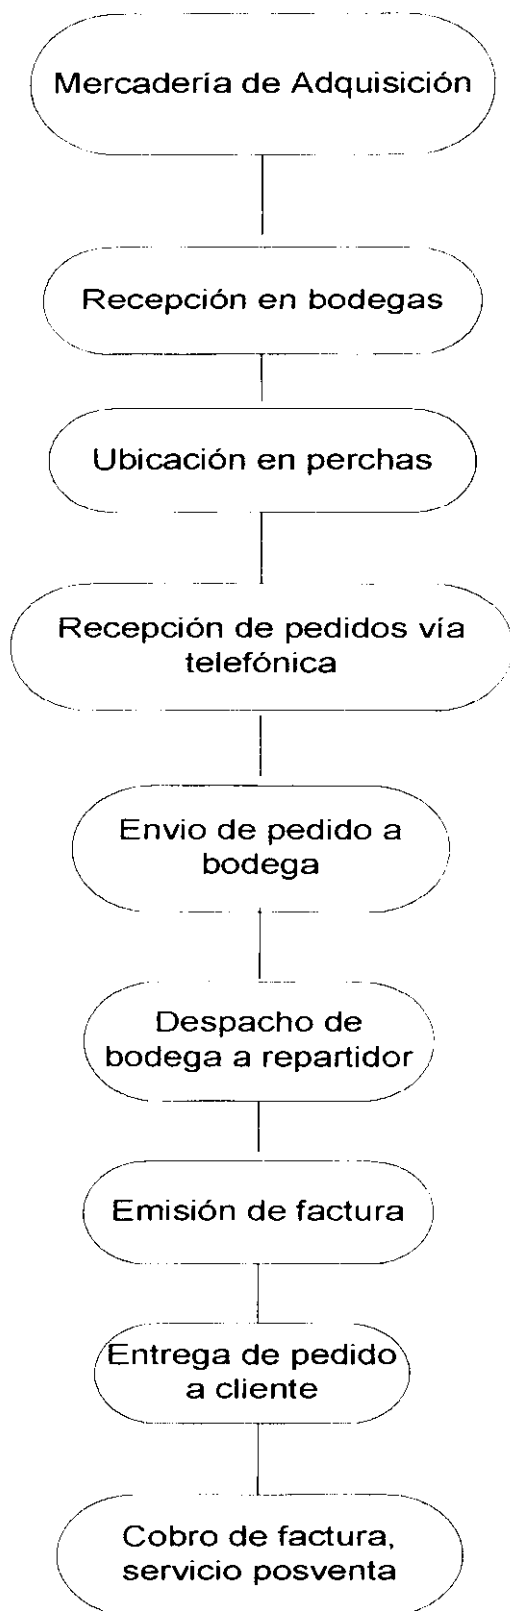 Mercadería de Adquisición
Recepción en bodegas
Ubicación en perchas
Recepción de pedidos vía
telefónica
Envio de pedido a
bodega
Despacho de
bodega a repartidor
Emisión de factura
Entrega de pedido
a cliente
Cobro de factura,
servicio posventa